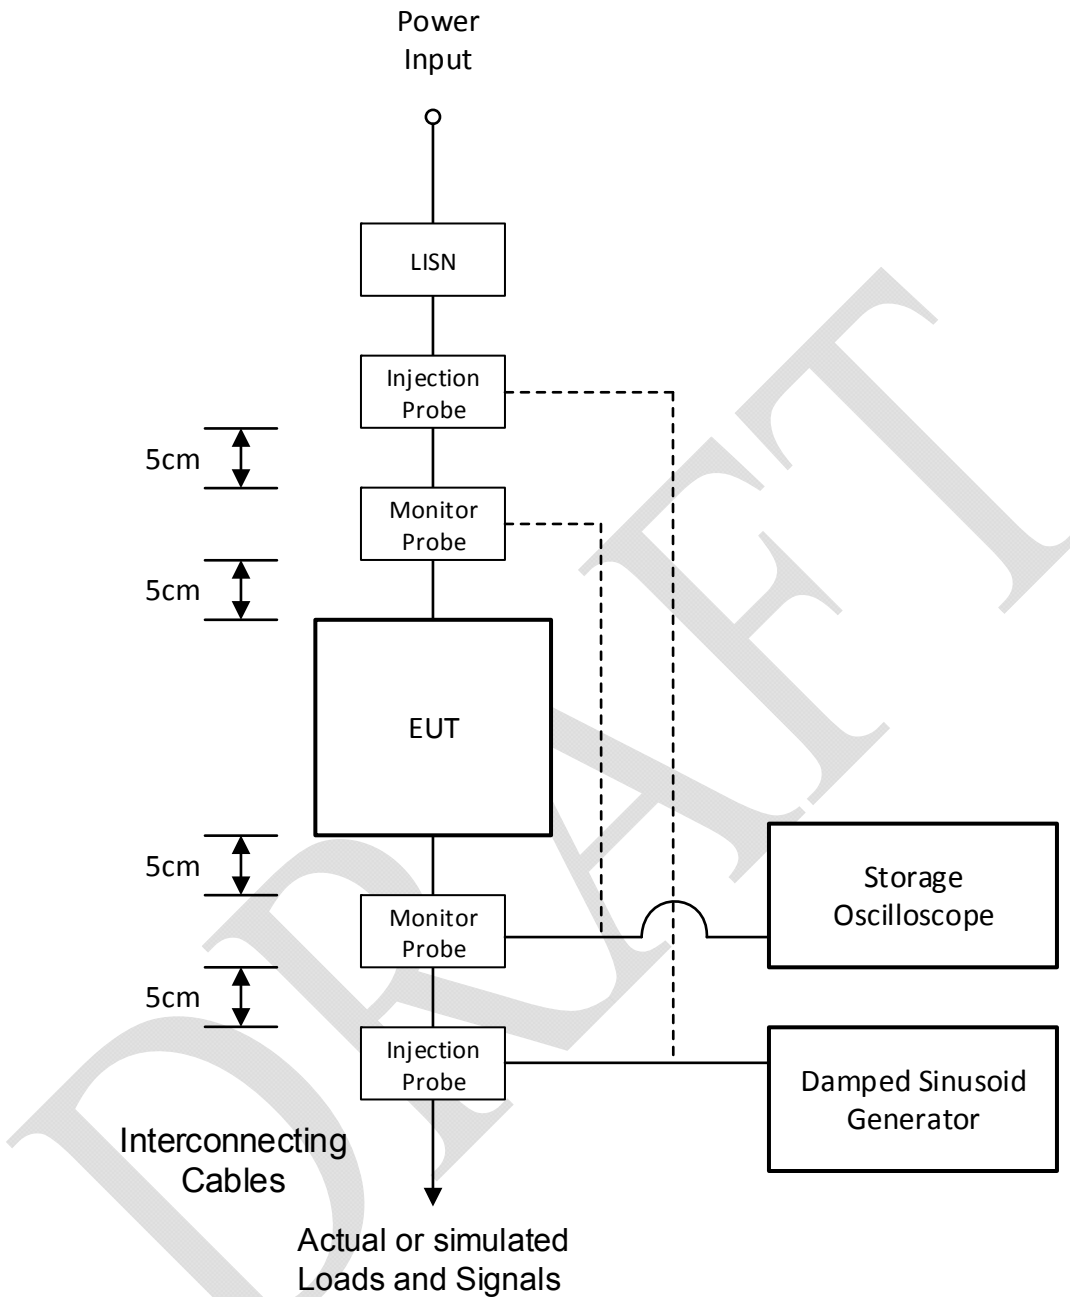 Power
Input
LISN
Injection
Probe
5cm
Monitor
Probe
5cm
EUT
5cm
Storage
Oscilloscope
Monitor
Probe
5cm
Injection
Probe
Damped Sinusoid
Generator
Interconnecting
Cables
Actual or simulated
Loads and Signals
DRAFT